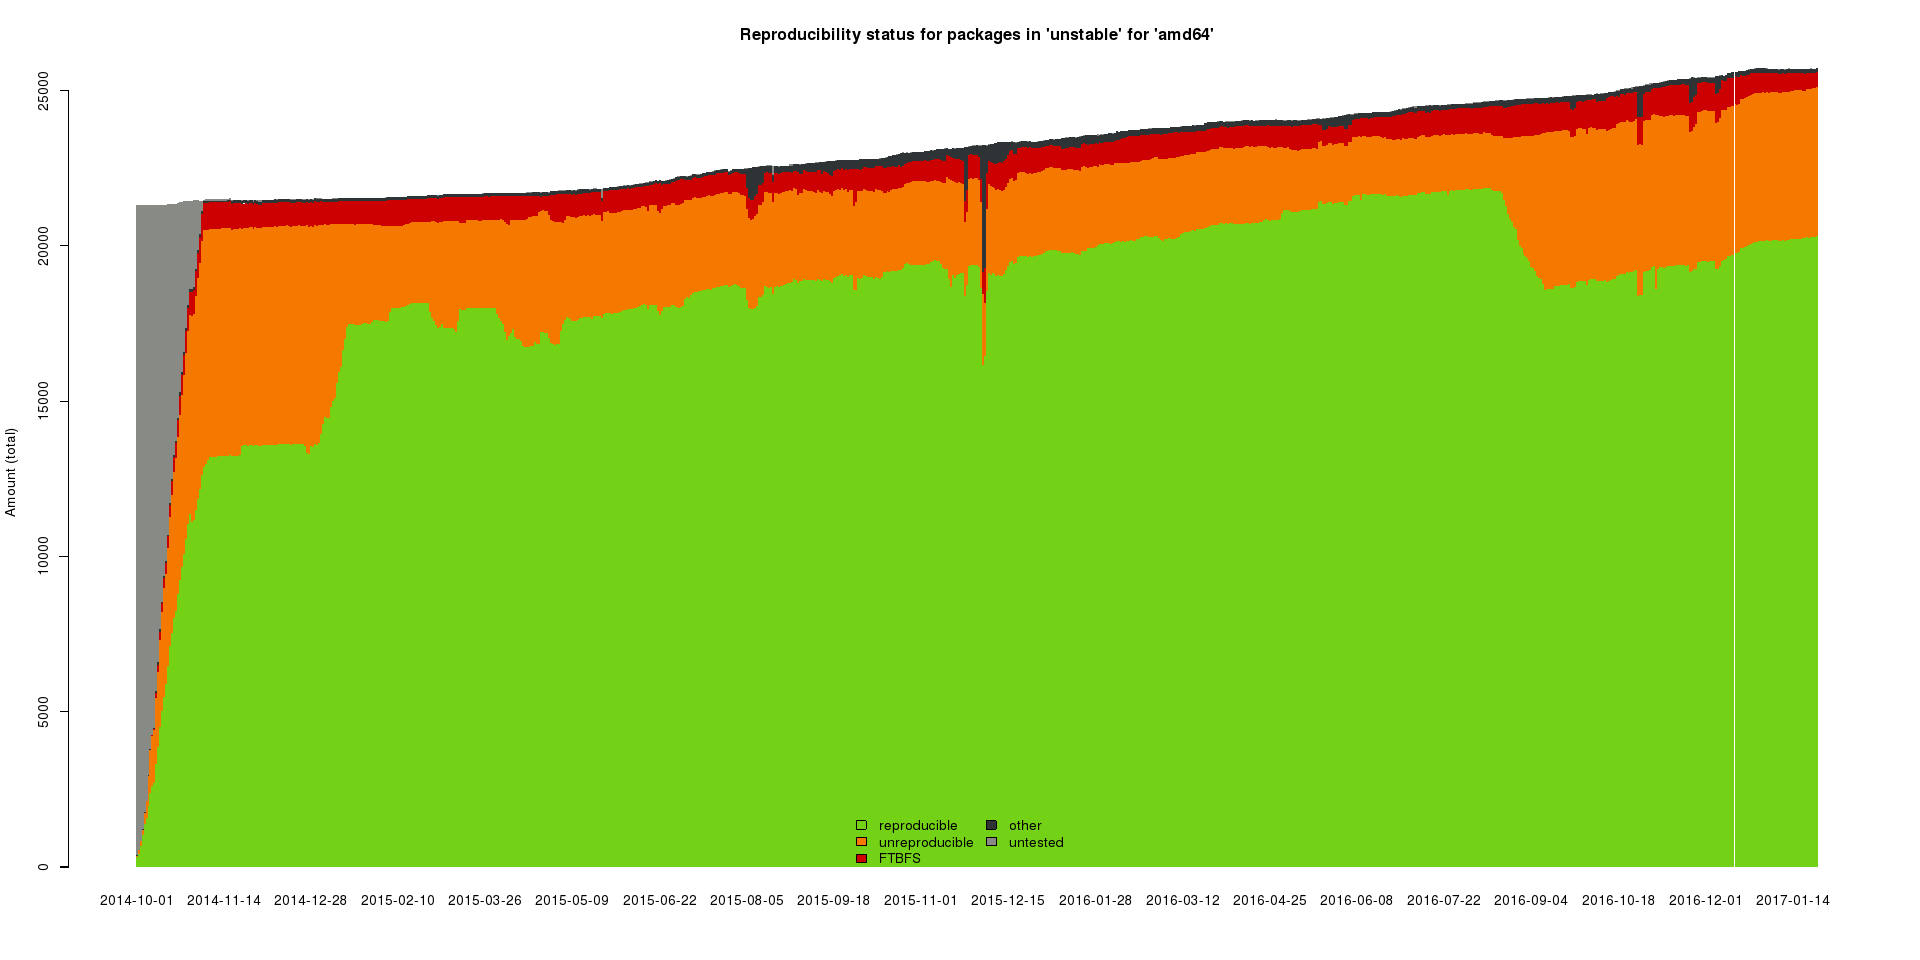 Reproducibility status for packages in 'unstable' for 'amd64'
Amount (total)
25000
20000
15000
10000
5000
0
reproducible
unreproducible
FTBFS
other
untested
2014-10-01 2014-11-14 2014-12-28 2015-02-10 2015-03-26 2015-05-09 2015-06-22 2015-08-05 2015-09-18 2015-11-01 2015-12-15 2016-01-28 2016-03-12 2016-04-25 2016-06-08 2016-07-22 2016-09-04 2016-10-18 2016-12-01 2017-01-14